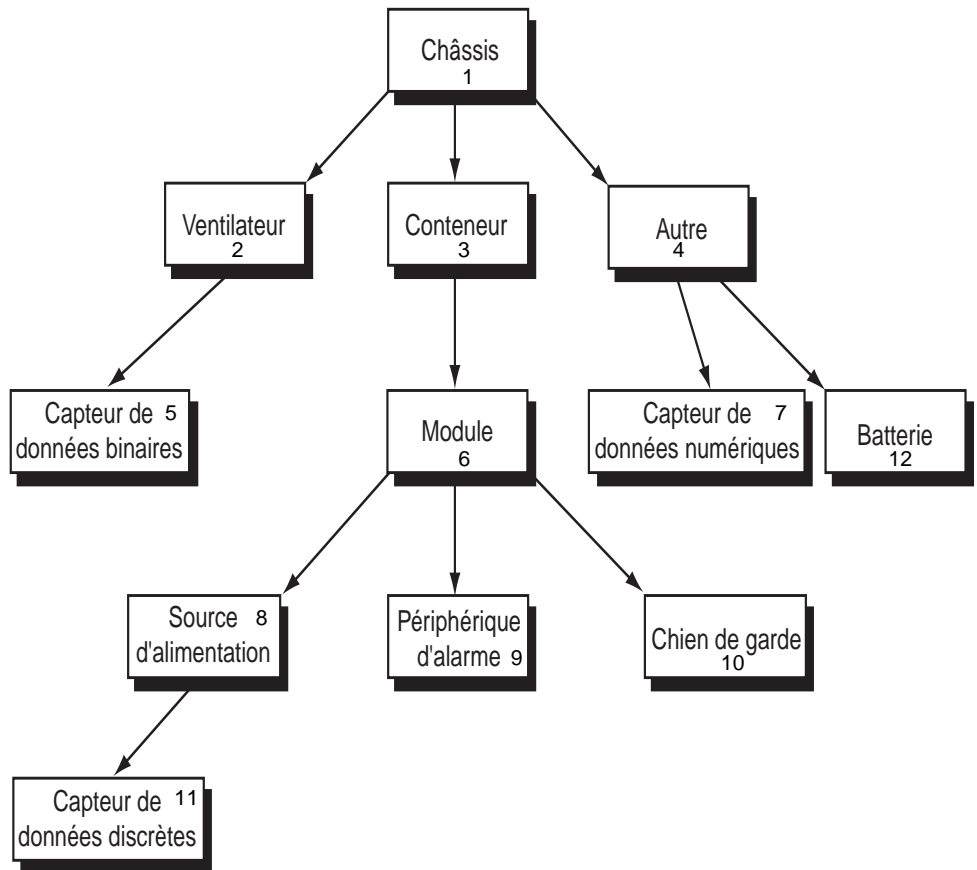 Châssis
1
Ventilateur
2
Conteneur
3
Autre
4
Capteur de 5
données binaires
Module
6
Capteur de 7
données numériques
Batterie
12
Source 8
d'alimentation
Périphérique
d'alarme 9
Chien de garde
10
Capteur de 11
données discrètes